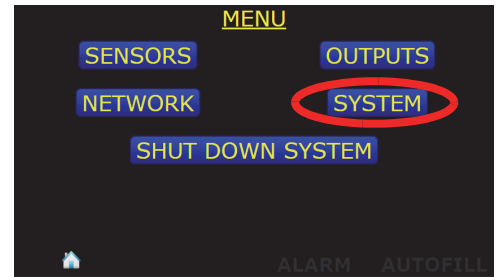 MENU
SENSORS OUTPUTS
NETWORK SYSTEM
SHUT DOWN SYSTEM
ALARM AUTOFILL